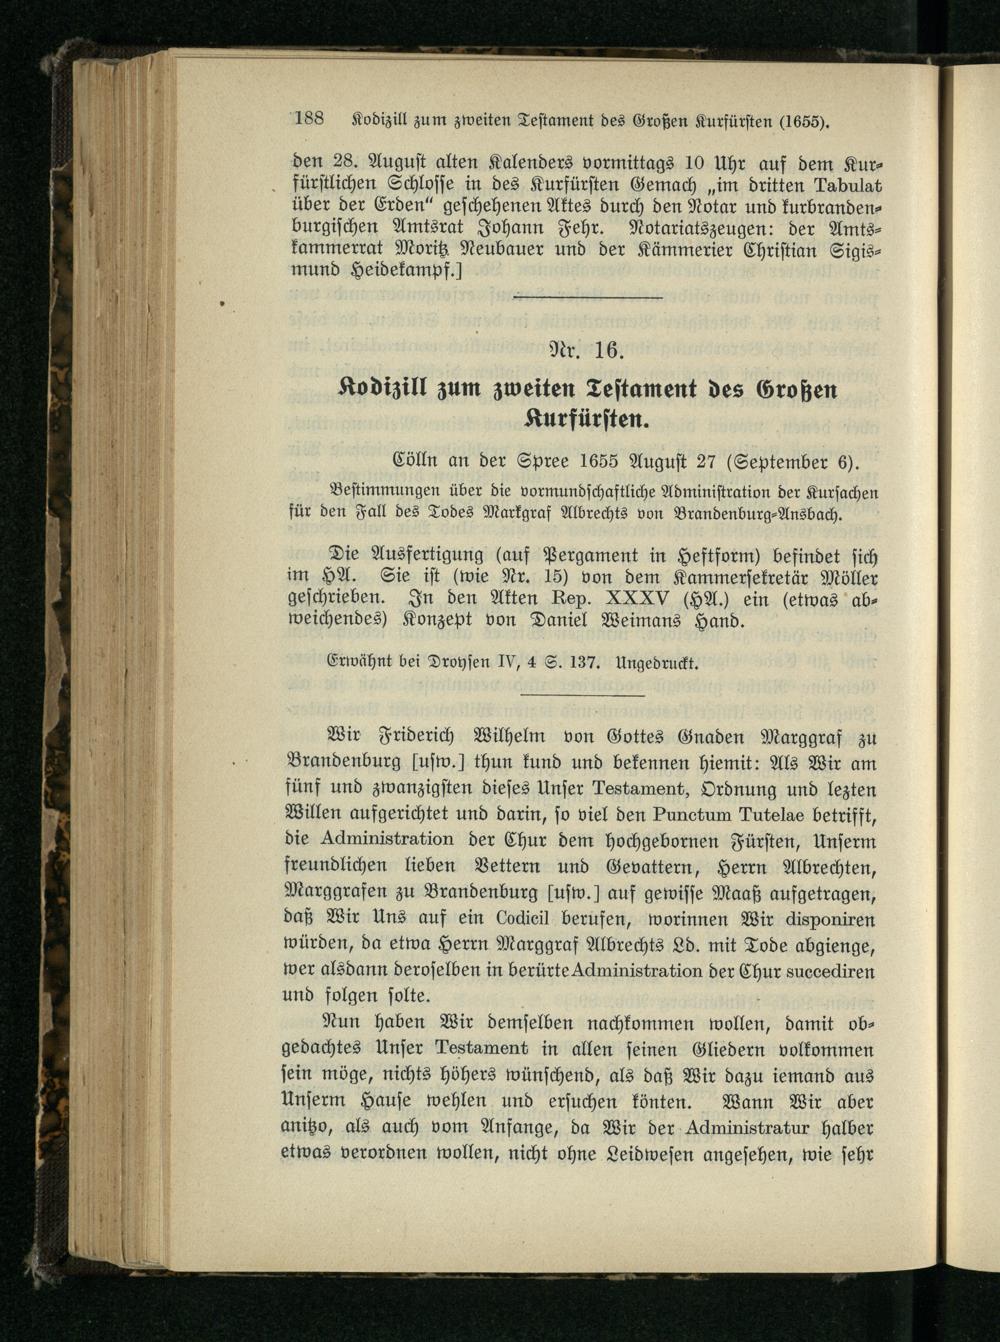 188 Kodizill zum zweiten Testament des Großen Kurfürsten (1655).
den 28. August alten Kalenders vormittags 10 Uhr auf dem Kur-
fürstlichen Schlosse in des Kurfürsten Gemach „im dritten Tabulat
über der Erden“ geschehenen Aktes durch den Notar und kurbranden-
burgischen Amtsrat Johann Fehr. Notariatszeugen: der Amts-
kammerrat Moritz Neubauer und der Kämmerier Christian Sigis-
mund Heidekampf.]
Nr. 16.
Kodizill zum zweiten Testament des Großen
Kurfürsten.
Cölln an der Spree 1655 August 27 (September 6).
Bestimmungen über die vormundschaftliche Administration der Kursachen
für den Fall des Todes Markgraf Albrechts von Brandenburg-Ansbach.
Die Ausfertigung (auf Pergament in Heftform) befindet sich
im HA. Sie ist (wie Nr. 15) von dem Kammersekretär Möller
geschrieben. In den Akten Rep. XXXV (HA.) ein (etwas ab-
weichendes) Konzept von Daniel Weimans Hand.
Erwähnt bei Droysen IV, 4 S. 137. Ungedruckt.
Wir Friderich Wilhelm von Gottes Gnaden Marggraf zu
Brandenburg [usw.] thun kund und bekennen hiemit: Als Wir am
fünf und zwanzigsten dieses Unser Testament, Ordnung und lezten
Willen aufgerichtet und darin, so viel den Punctum Tutelae betrifft,
die Administration der Chur dem hochgebornen Fürsten, Unserm
freundlichen lieben Vettern und Gevattern, Herrn Albrechten,
Marggrafen zu Brandenburg [usw.] auf gewisse Maaß aufgetragen,
daß Wir Uns auf ein Codicil berufen, worinnen Wir disponiren
würden, da etwa Herrn Marggraf Albrechts Ld. mit Tode abgienge,
wer alsdann deroselben in berürte Administration der Chur succediren
und folgen solte.
Nun haben Wir demselben nachkommen wollen, damit ob-
gedachtes Unser Testament in allen seinen Gliedern volkommen
sein möge, nichts höhers wünschend, als daß Wir dazu iemand aus
Unserm Hause wehlen und ersuchen könten. Wann Wir aber
anitzo, als auch vom Anfange, da Wir der Administratur halber
etwas verordnen wollen, nicht ohne Leidwesen angesehen, wie sehr